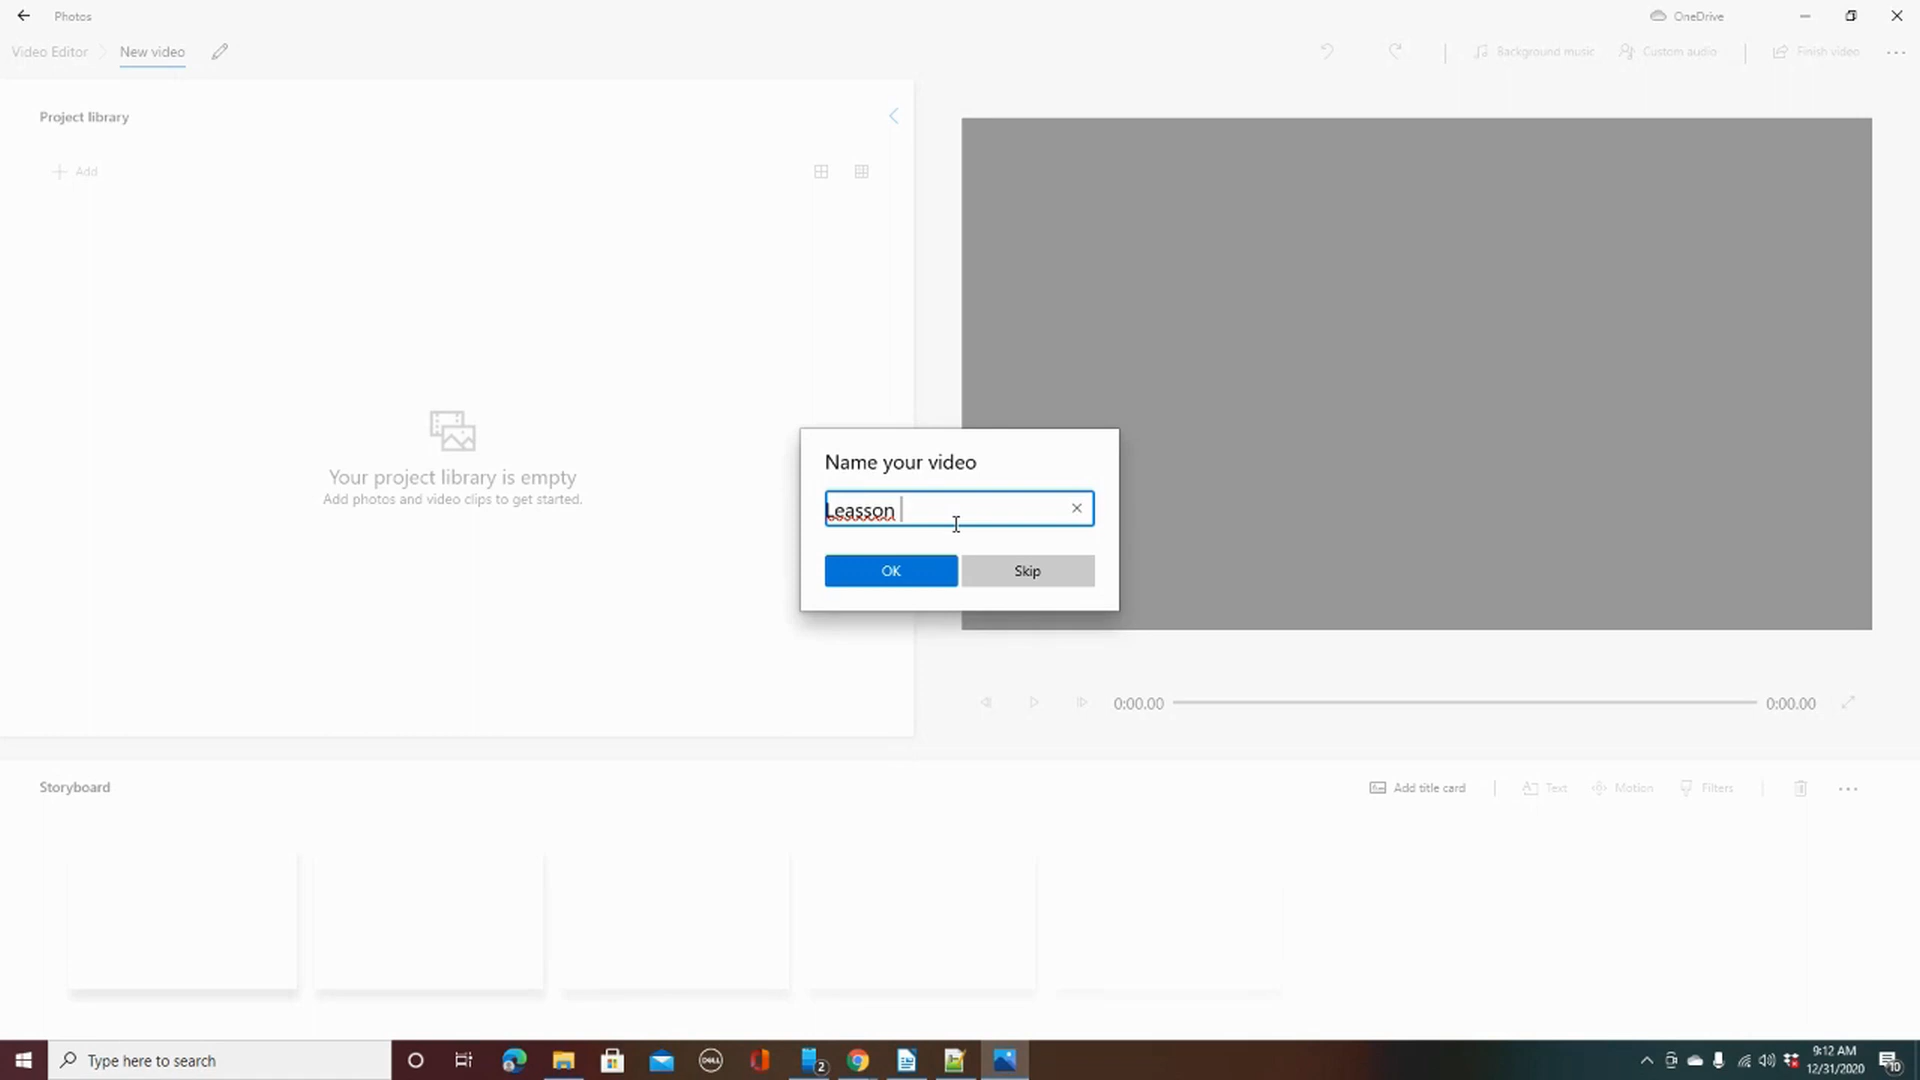 Photos
OneDrive
Video Editor
New video
Background music
Custom audio
Finish video
Project library
Add
Your project library is empty
Add photos and video clips to get started.
Name your video
Leasson
OK
Skip
0:00.00
0:00.00
Storyboard
Add title card
Text
Motion
Filters
Type here to search
DELL
2
9:12 AM
12/31/2020
10